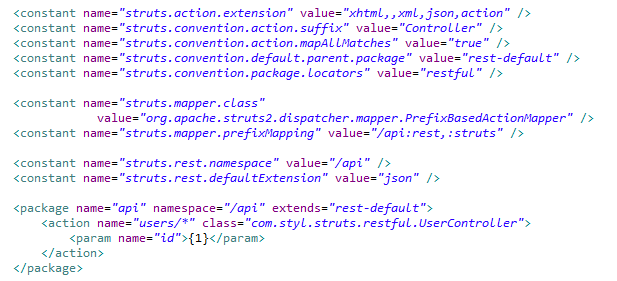 <constant name="struts.action.extension" value="xhtml,,xml,json,action" />
<constant name="struts.convention.action.suffix" value="Controller" />
<constant name="struts.convention.action.mapAllMatches" value="true" />
<constant name="struts.convention.default.parent.package" value="rest-default" />
<constant name="struts.convention.package.locators" value="restful" />
<constant name="struts.mapper.class"
value="org.apache.struts2.dispatcher.mapper.PrefixBasedActionMapper" />
<constant name="struts.mapper.prefixMapping" value="/api:rest,:struts" />
<constant name="struts.rest.namespace" value="/api" />
<constant name="struts.rest.defaultExtension" value="json" />
<package name="api" namespace="/api" extends="rest-default">
<action name="users/*" class="com.styl.struts.restful.UserController">
<param name="id">{1}</param>
</action>
</package>